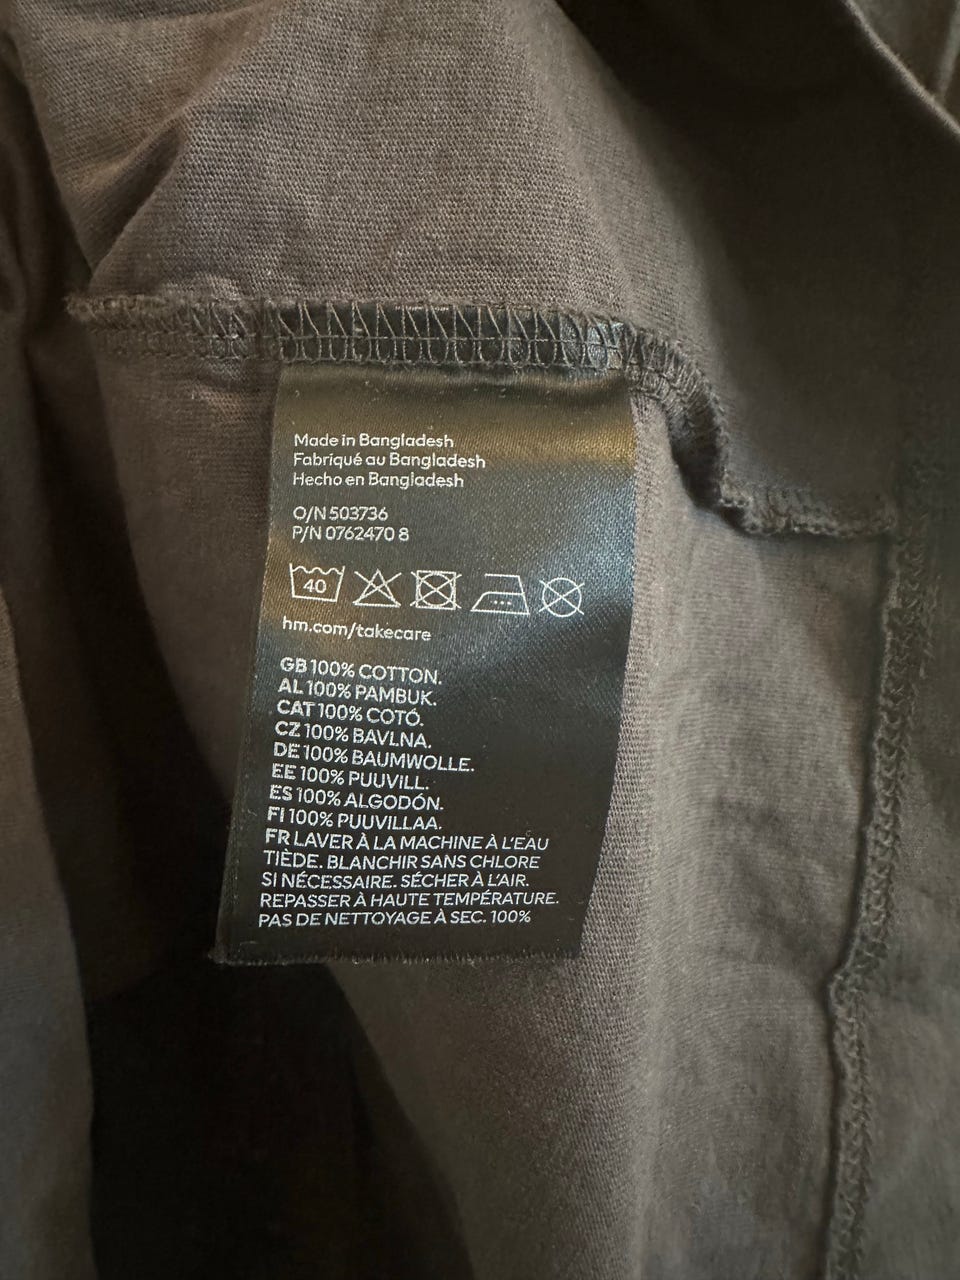 Made in Bangladesh
Fabriqué au Bangladesh
Hecho en Bangladesh
O/N 503736
P/N 0762470 8
40
hm.com/takecare
GB 100% COTTON.
AL 100% PAMBUK.
CAT 100% COTÓ.
CZ 100% BAVLNA.
DE 100% BAUMWOLLE.
EE 100% PUUVILL.
ES 100% ALGODÓN.
FI 100% PUUVILLAA.
FR LAVER À LA MACHINE À L'EAU
TIÈDE. BLANCHIR SANS CHLORE
SI NÉCESSAIRE. SÉCHER À L'AIR.
REPASSER À HAUTE TEMPÉRATURE.
PAS DE NETTOYAGE À SEC. 100%